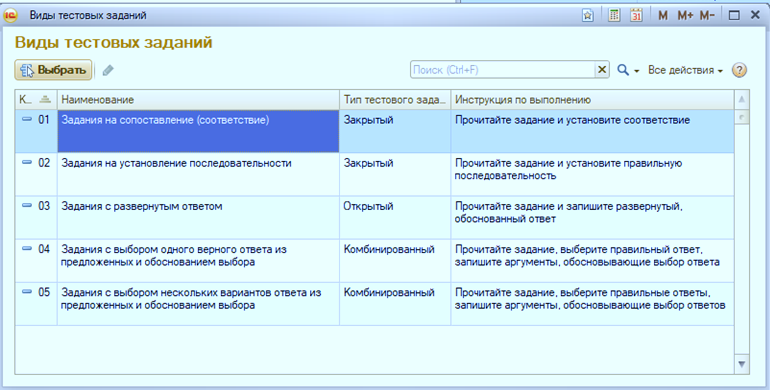 Виды тестовых заданий
31 M M+ M-
Виды тестовых заданий
Выбрать
Поиск (Ctrl+F)
Все действия
?
К... Наименование Тип тестового зада... Инструкция по выполнению
01 Задания на сопоставление (соответствие) Закрытый Прочитайте задание и установите соответствие
02 Задания на установление последовательности Закрытый Прочитайте задание и установите правильную
последовательность
03 Задания с развернутым ответом Открытый Прочитайте задание и запишите развернутый,
обоснованный ответ
04 Задания с выбором одного верного ответа из Комбинированный Прочитайте задание, выберите правильный ответ,
предложенных и обоснованием выбора запишите аргументы, обосновывающие выбор ответа
05 Задания с выбором нескольких вариантов ответа из Комбинированный Прочитайте задание, выберите правильные ответы,
предложенных и обоснованием выбора запишите аргументы, обосновывающие выбор ответов